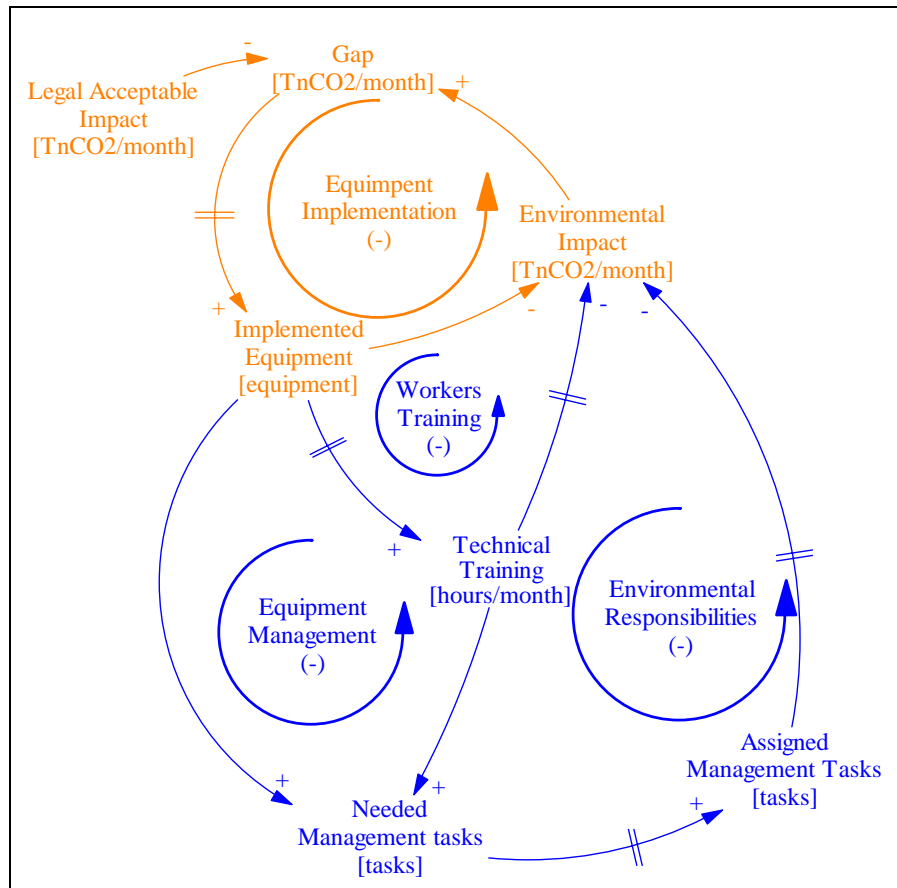 -
Gap
[TnCO2/month]
+
Legal Acceptable
Impact
[TnCO2/month]
Equimpent
Implementation
(-)
Environmental
Impact
[TnCO2/month]
+
-
-
-
Implemented
Equipment
[equipment]
Workers
Training
(-)
+
Technical
Training
[hours/month]
Equipment
Management
(-)
Environmental
Responsibilities
(-)
Assigned
Management Tasks
[tasks]
+
+
+
Needed
Management tasks
[tasks]